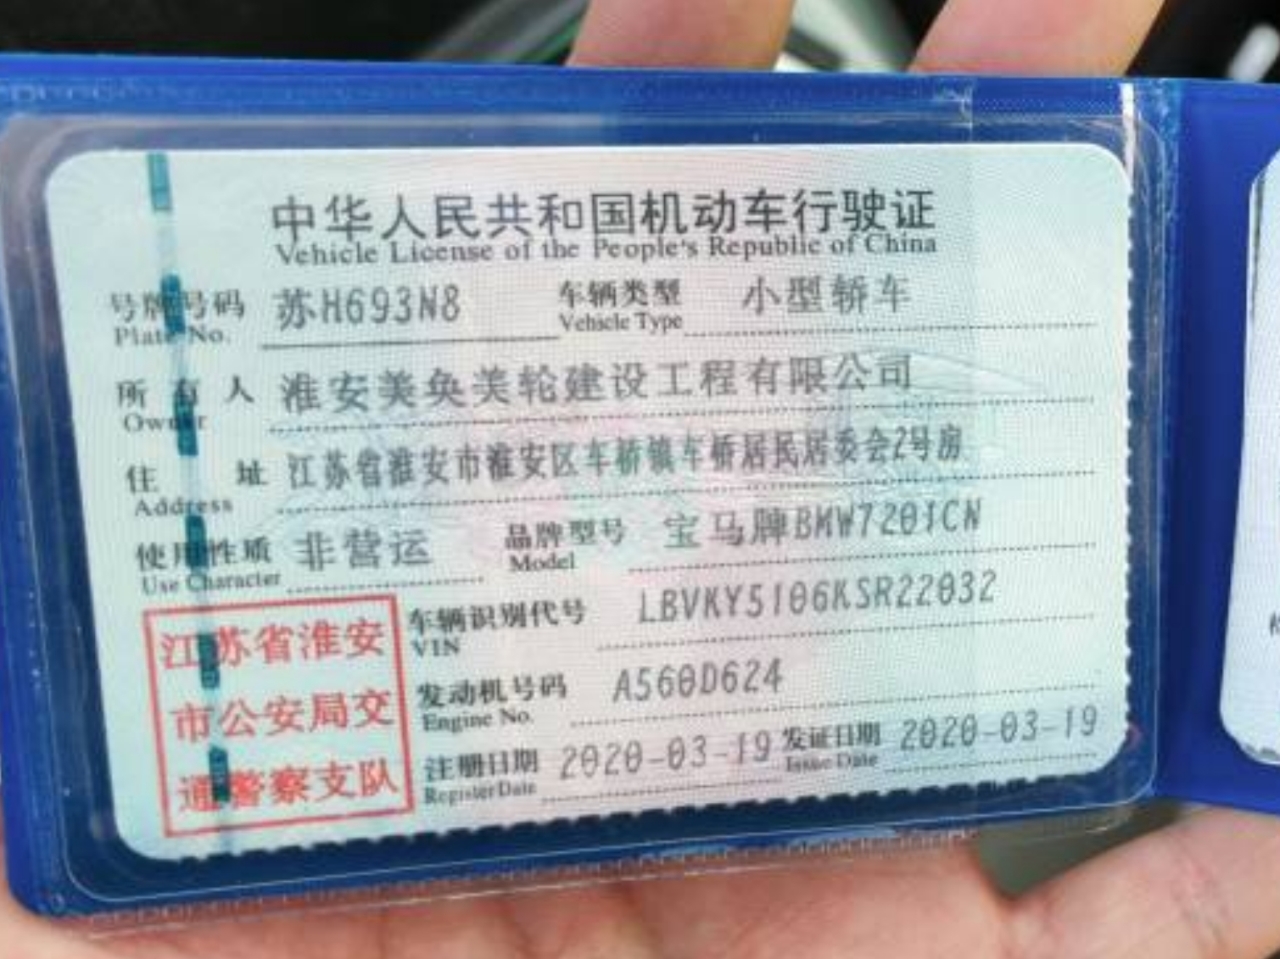 中华人民共和国机动车行驶证
Vehicle License of the People's Republic of China
号牌号码 苏H693N8 车辆类型 小型轿车
Plate No. Vehicle Type
所有人 淮安美奂美轮建设工程有限公司
Owner
住址 江苏省淮安市淮安区车桥镇车桥居民居委会2号房
Address
使用性质 非营运 品牌型号 宝马牌BMW7201CN
Use Character Model
车辆识别代号 LBVKY5106KSR22032
VIN
发动机号码 A560D624
Engine No.
注册日期 2020-03-19 发证日期 2020-03-19
Register Date Issue Date
江苏省淮安
市公安局交
通警察支队